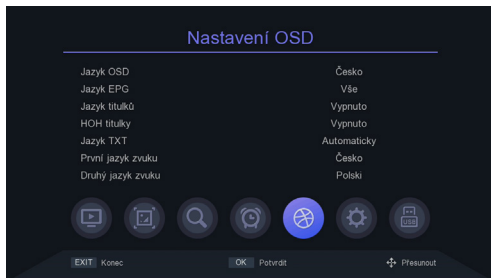 Nastavení OSD
Jazyk OSD Česko
Jazyk EPG Vše
Jazyk titulků Vypnuto
HOH titulky Vypnuto
Jazyk TXT Automaticky
První jazyk zvuku Česko
Druhý jazyk zvuku Polski
USB
EXIT Konec OK Potvrdit Přesunout